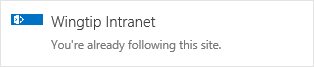 Wingtip Intranet
You're already following this site.